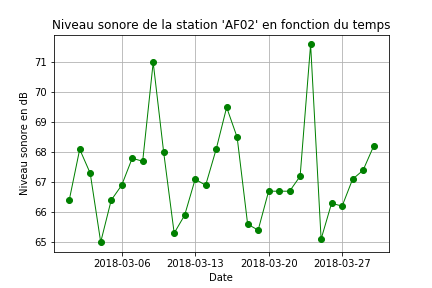 Niveau sonore de la station 'AF02' en fonction du temps
Niveau sonore en dB
71
70
69
68
67
66
65
2018-03-06 2018-03-13 2018-03-20 2018-03-27
Date